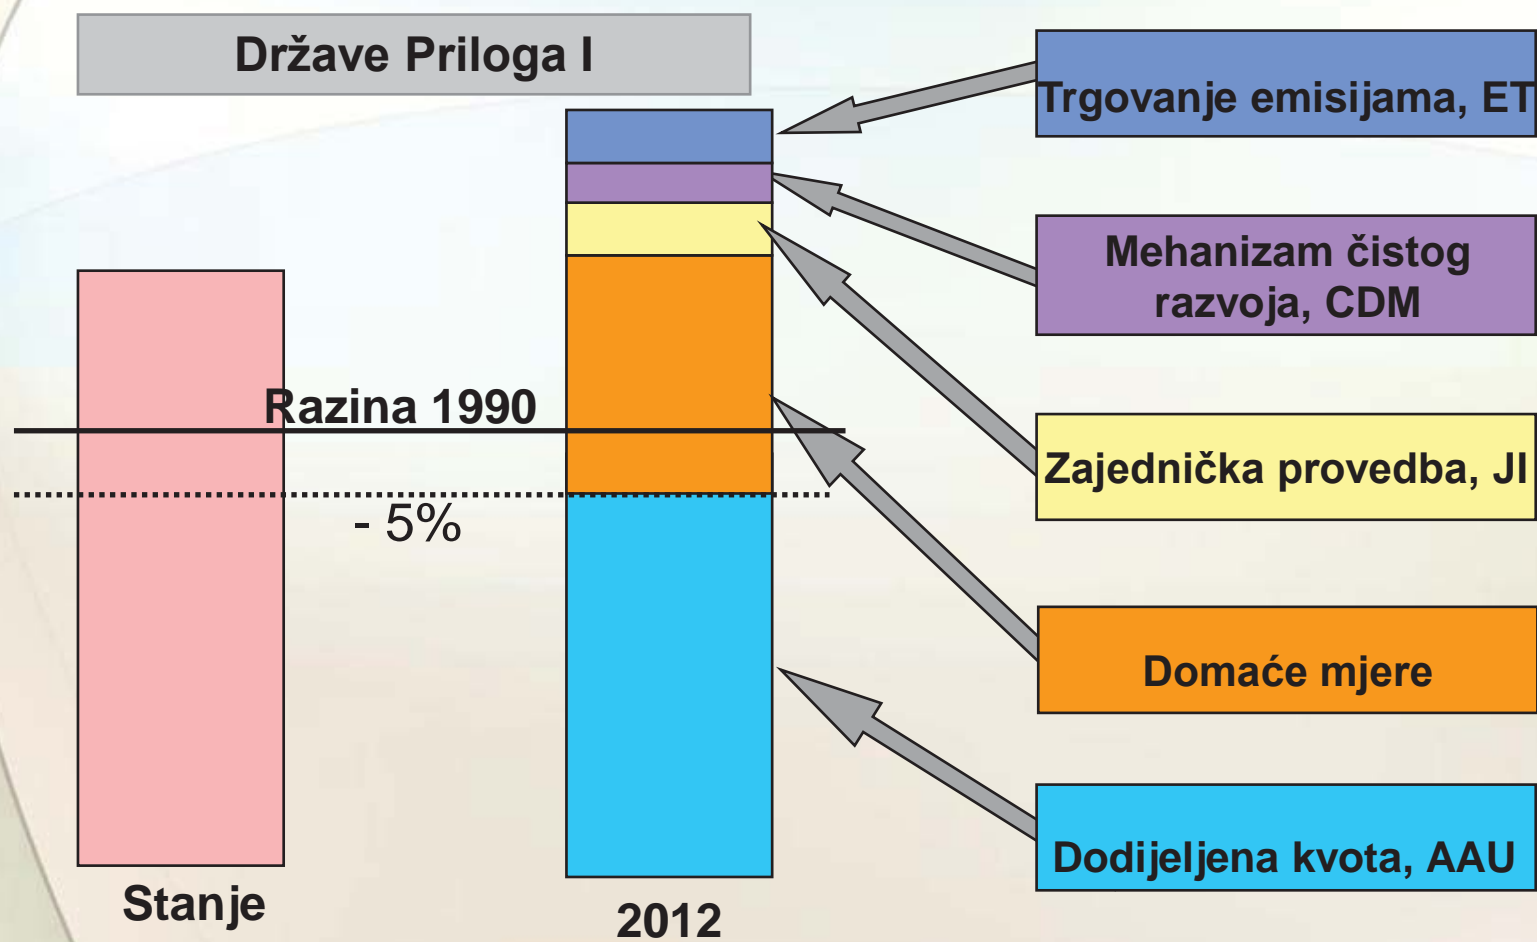 Države Priloga I
Trgovanje emisijama, ET
Mehanizam čistog
razvoja, CDM
Razina 1990
Zajednička provedba, JI
- 5%
Domaće mjere
Dodijeljena kvota, AAU
Stanje
2012